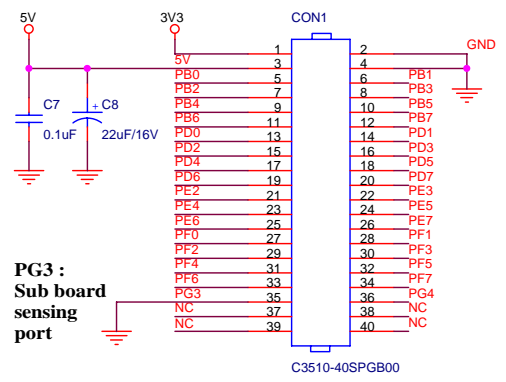 5V 3V3 CON1
1 2 GND
5V 3 4
PB0 5 6 PB1
PB2 7 8 PB3
PB4 9 10 PB5
PB6 11 12 PB7
PD0 13 14 PD1
PD2 15 16 PD3
PD4 17 18 PD5
PD6 19 20 PD7
PE2 21 22 PE3
PE4 23 24 PE5
PE6 25 26 PE7
PF0 27 28 PF1
PF2 29 30 PF3
PF4 31 32 PF5
PF6 33 34 PF7
PG3 35 36 PG4
NC 37 38 NC
NC 39 40 NC
C7 + C8
0.1uF 22uF/16V
PG3 :
Sub board
sensing
port
C3510-40SPGB00